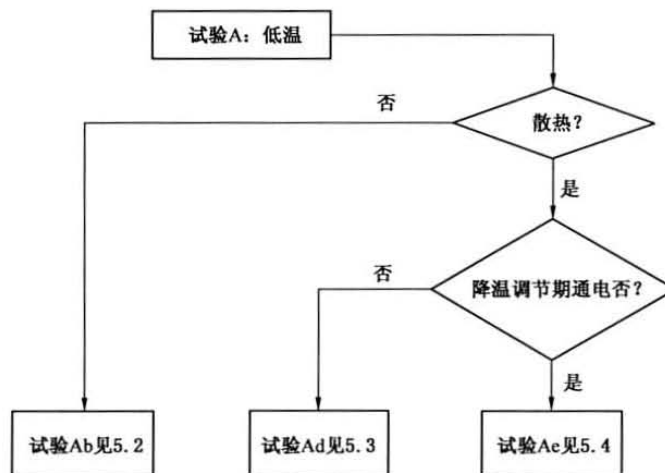 试验A：低温
否
散热？
是
否
降温调节期通电否？
是
试验Ab见5.2
试验Ad见5.3
试验Ae见5.4